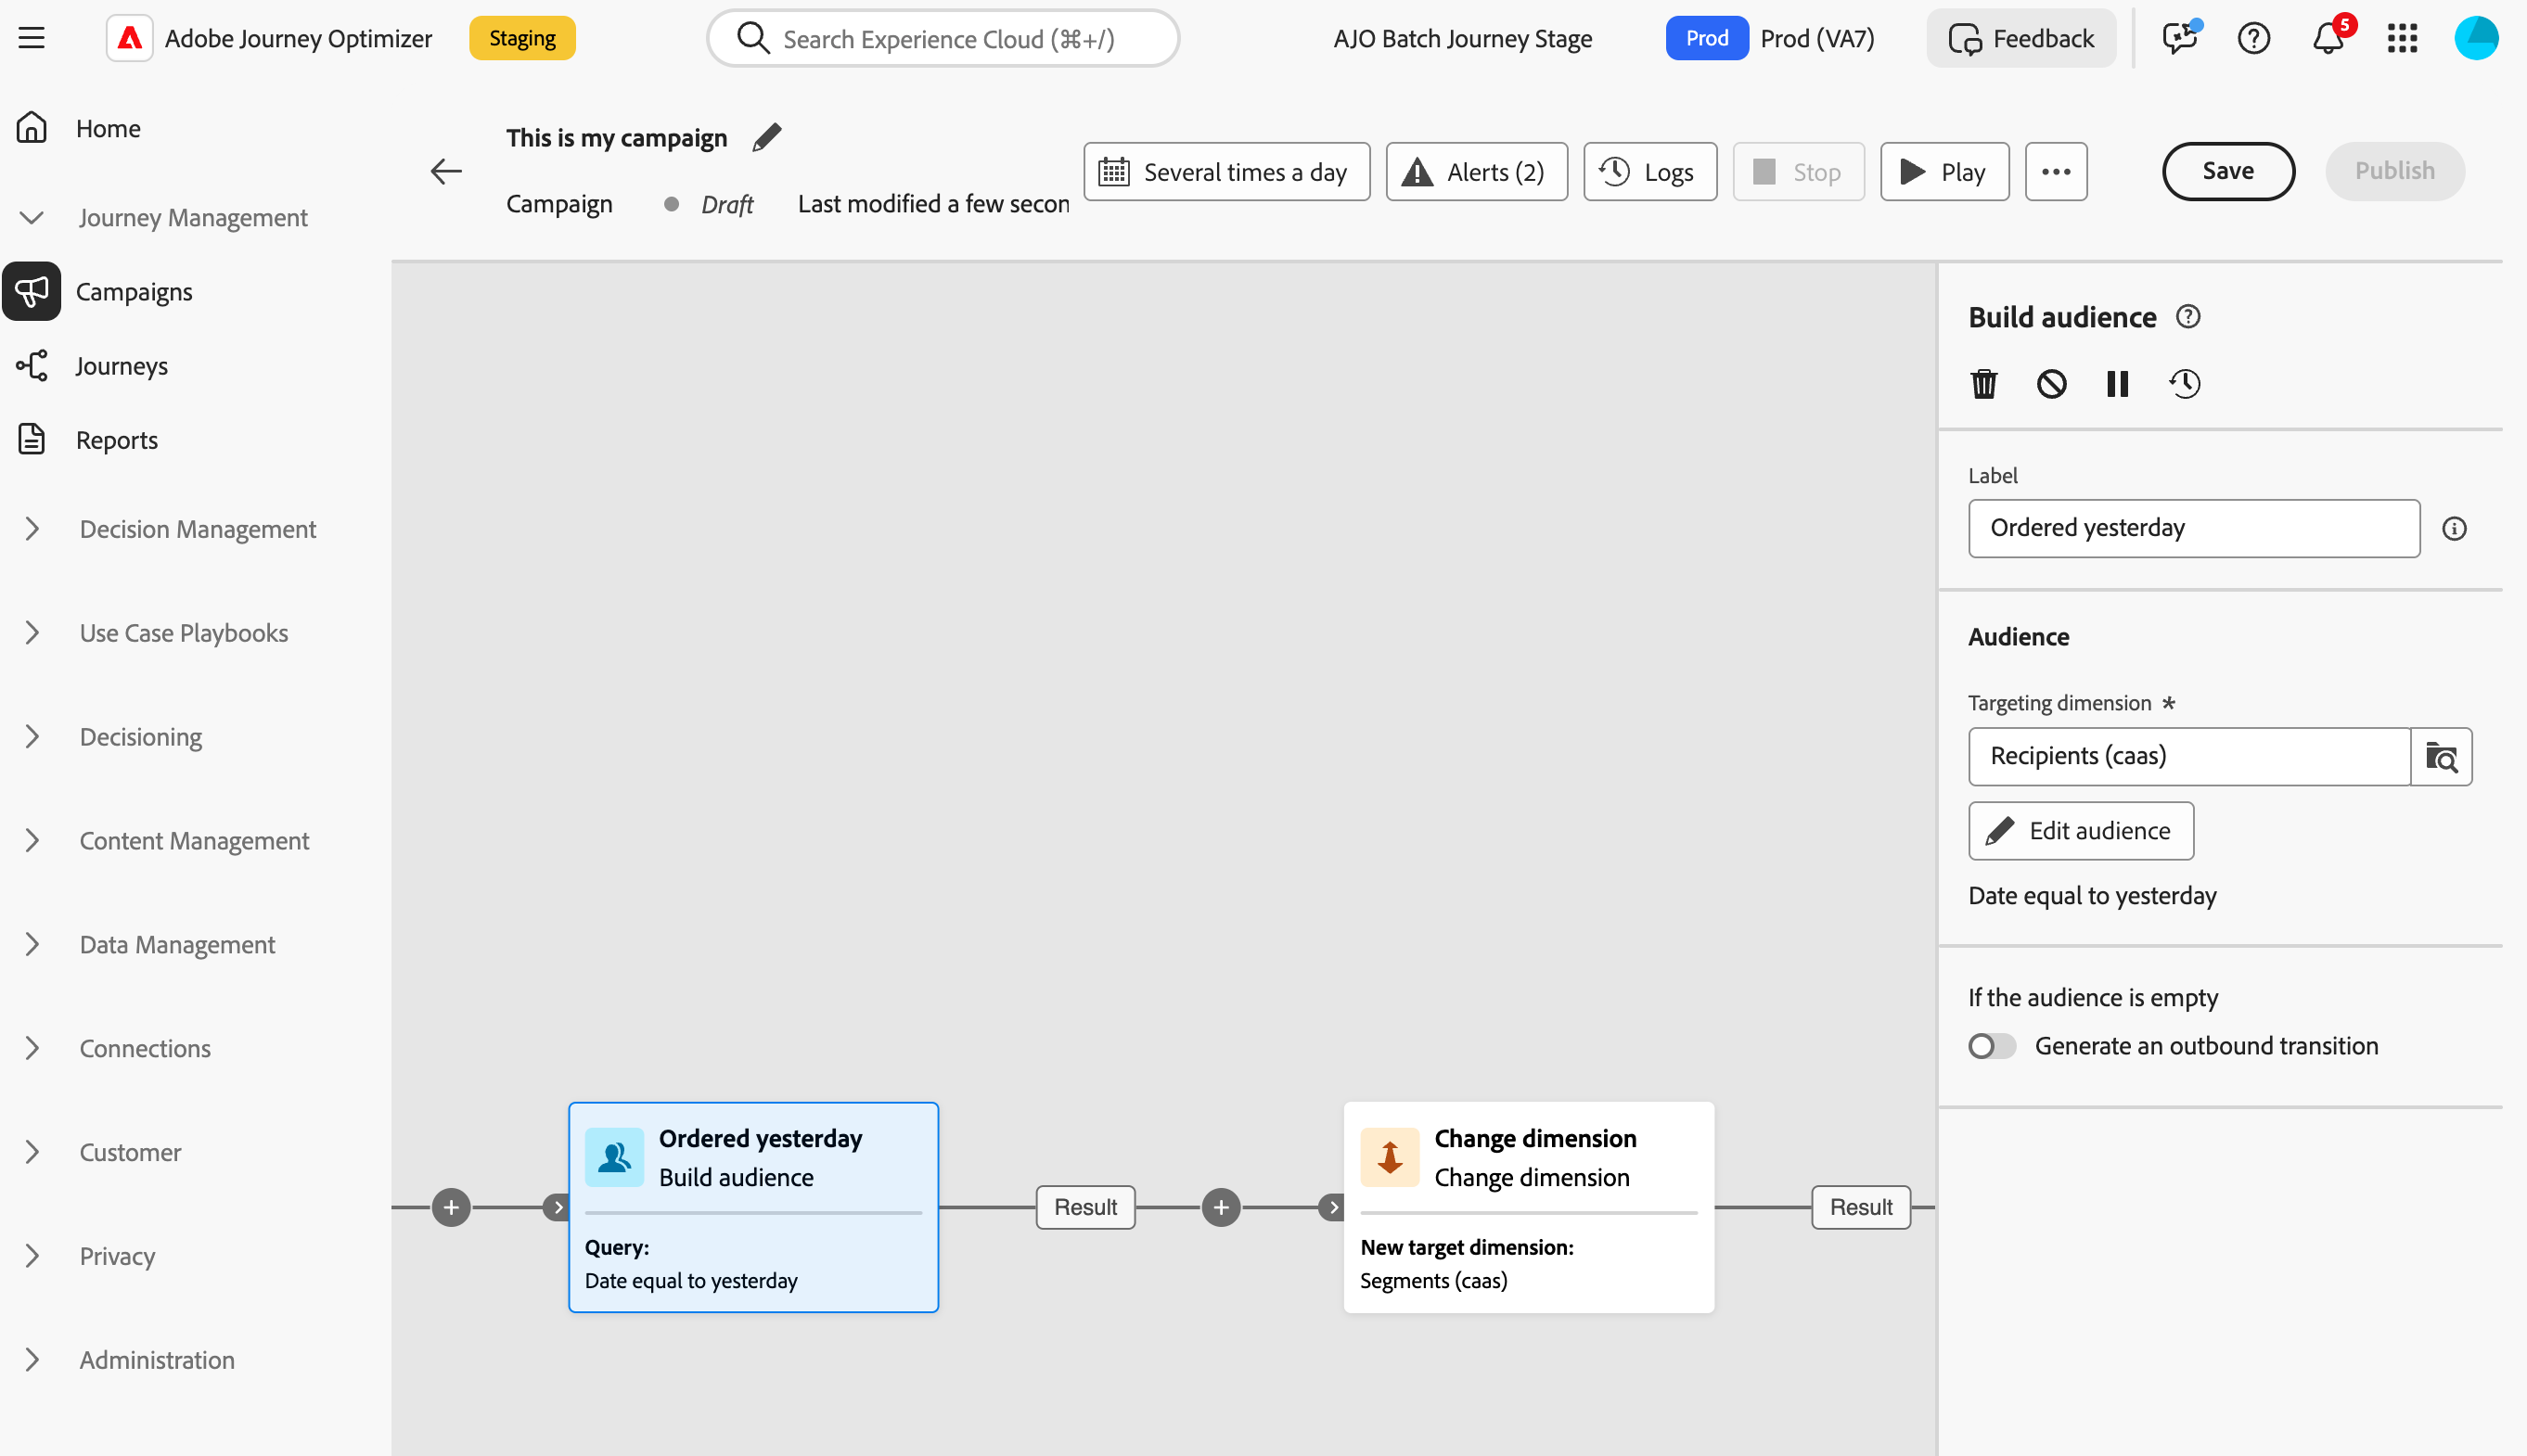 Adobe Journey Optimizer
Staging
Search Experience Cloud (⌘+/)
AJO Batch Journey Stage
Prod
Prod (VA7)
Feedback
5
Home
Journey Management
Campaigns
Journeys
Reports
Decision Management
Use Case Playbooks
Decisioning
Content Management
Data Management
Connections
Customer
Privacy
Administration
This is my campaign
Campaign
Draft
Last modified a few secon
Several times a day
Alerts (2)
Logs
Stop
Play
Save
Publish
Ordered yesterday
Build audience
Query:
Date equal to yesterday
Result
Change dimension
Change dimension
New target dimension:
Segments (caas)
Result
Build audience
Label
Ordered yesterday
Audience
Targeting dimension *
Recipients (caas)
Edit audience
Date equal to yesterday
If the audience is empty
Generate an outbound transition